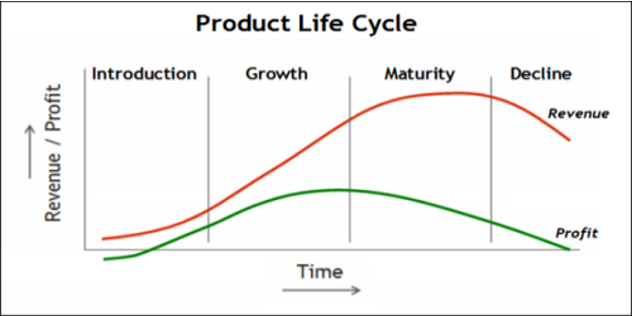 Product Life Cycle
Introduction Growth Maturity Decline
Revenue / Profit
Revenue
Profit
Time